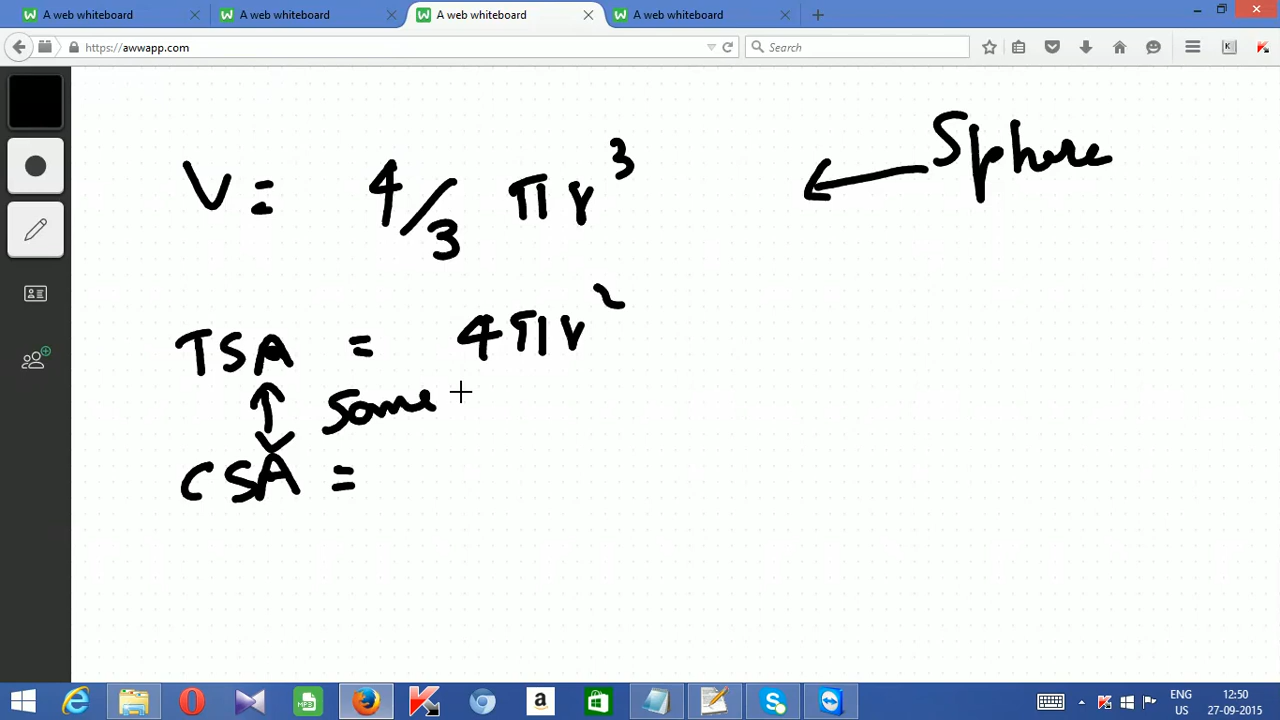 A web whiteboard
A web whiteboard
A web whiteboard
A web whiteboard
https://awwapp.com
Search
K
Sphere
V = 4/3 πr³
TSA = 4πr²
Same
CSA =
MP3
a
ENG
US
12:50
27-09-2015